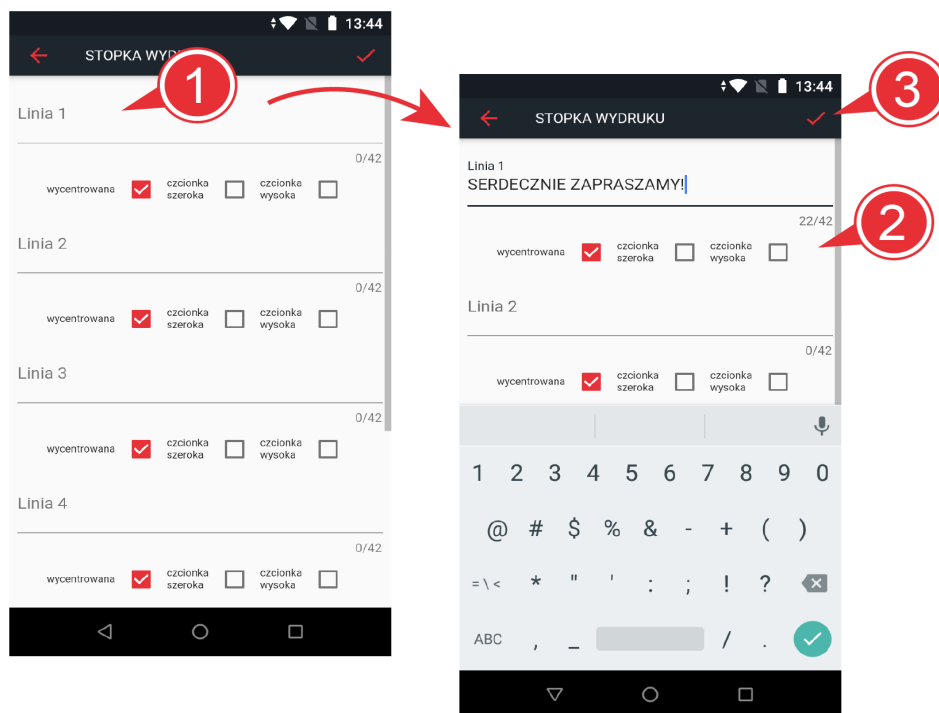 13:44
STOPKA WYD
1
Linia 1
0/42
wycentrowana
czcionka
szeroka
czcionka
wysoka
Linia 2
0/42
wycentrowana
czcionka
szeroka
czcionka
wysoka
Linia 3
0/42
wycentrowana
czcionka
szeroka
czcionka
wysoka
Linia 4
0/42
wycentrowana
czcionka
szeroka
czcionka
wysoka
13:44
3
STOPKA WYDRUKU
Linia 1
SERDECZNIE ZAPRASZAMY!
22/42
2
wycentrowana
czcionka
szeroka
czcionka
wysoka
Linia 2
0/42
wycentrowana
czcionka
szeroka
czcionka
wysoka
1 2 3 4 5 6 7 8 9 0
@ # $ % & - + ( )
= \ < * " ' : ; ! ?
ABC , _ / .